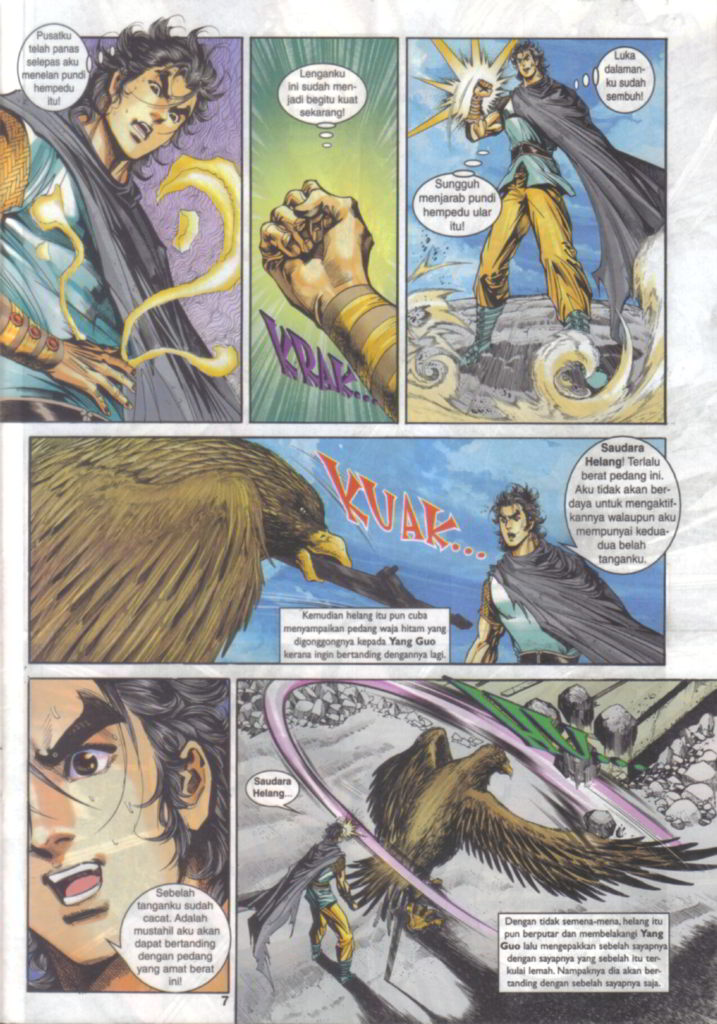 Pusatku
telah panas
selepas aku
menelan pundi
hempedu
itu!
Lenganku
ini sudah men-
jadi begitu kuat
sekarang!
KRAK...
Luka
dalaman-
ku sudah
sembuh!
Sungguh
menjarab pundi
hempedu ular
itu!
KUAK...
Saudara
Helang! Terlalu
berat pedang ini.
Aku tidak akan ber-
daya untuk mengaktif-
kannya walaupun aku
mempunyai kedua-
dua belah
tanganku.
Kemudian helang itu pun cuba
menyampaikan pedang waja hitam yang
digonggongnya kepada Yang Guo
kerana ingin bertanding dengannya lagi.
Sebelah
tanganku sudah
cacat. Adalah
mustahil aku akan
dapat bertanding
dengan pedang
yang amat berat
ini!
Saudara
Helang...
Dengan tidak semena-mena, helang itu
pun berputar dan membelakangi Yang
Guo lalu mengepakkan sebelah sayapnya
dengan sayapnya yang sebelah itu ter-
kulai lemah. Nampaknya dia akan ber-
tanding dengan sebelah sayapnya saja.
7